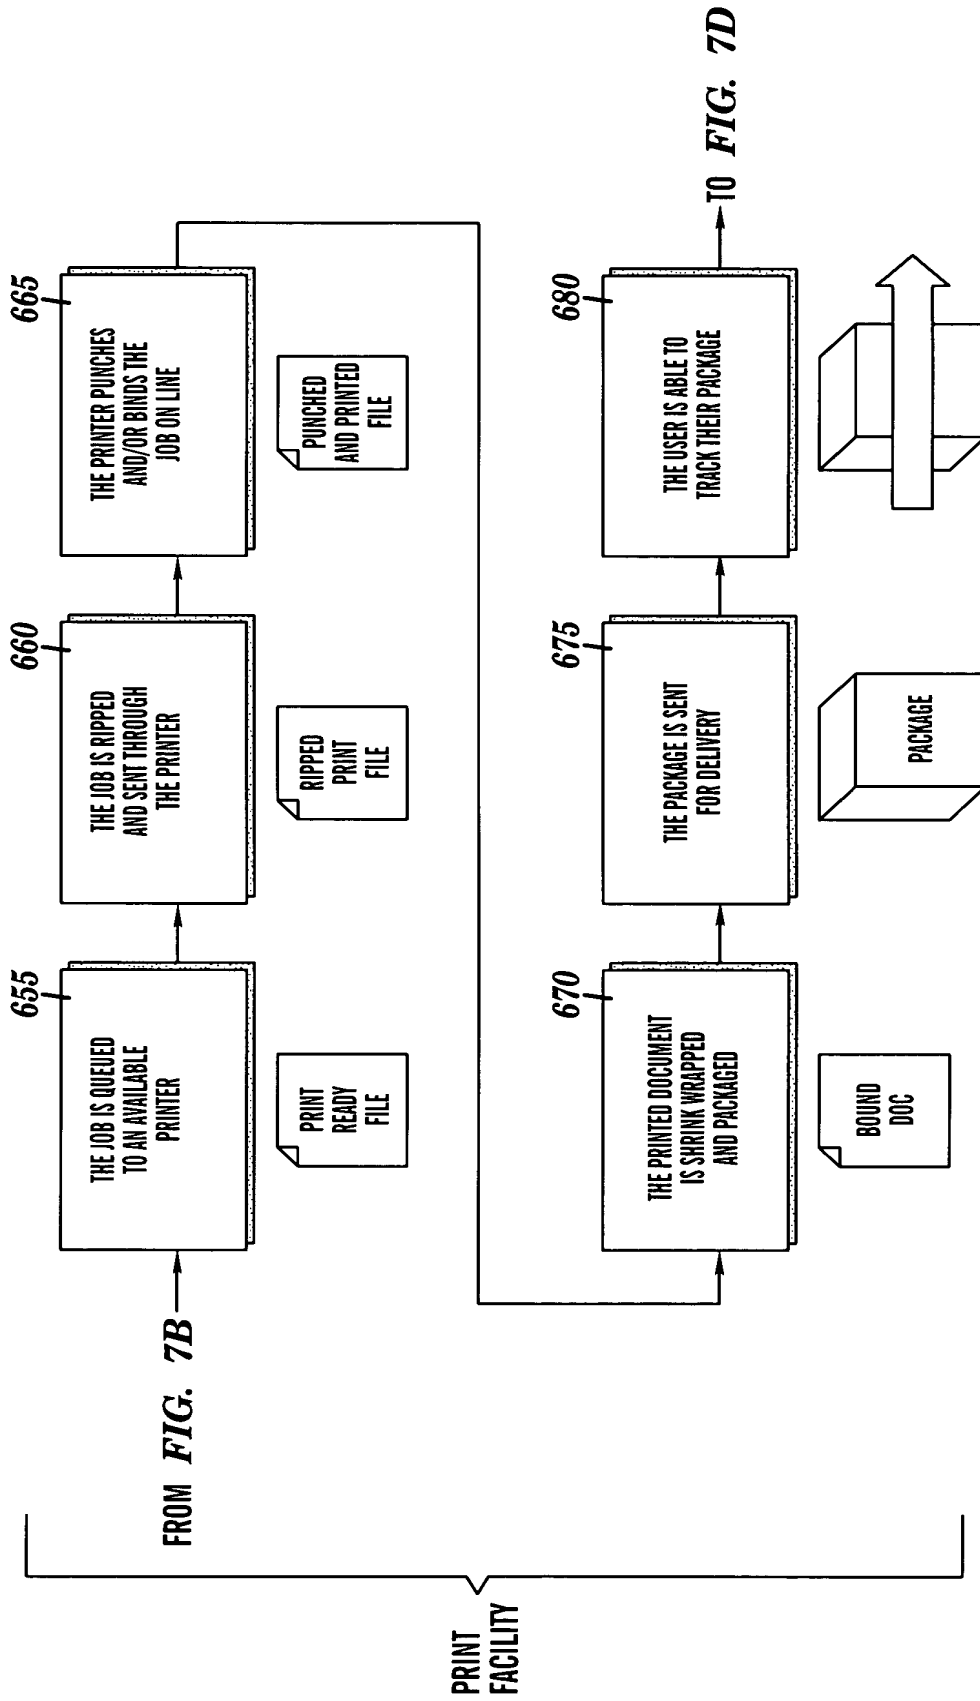 PRINT
FACILITY
FROM FIG. 7B
655
THE JOB IS QUEUED
TO AN AVAILABLE
PRINTER
PRINT
READY
FILE
660
THE JOB IS RIPPED
AND SENT THROUGH
THE PRINTER
RIPPED
PRINT
FILE
665
THE PRINTER PUNCHES
AND/OR BINDS THE
JOB ON LINE
PUNCHED
AND PRINTED
FILE
670
THE PRINTED DOCUMENT
IS SHRINK WRAPPED
AND PACKAGED
BOUND
DOC
675
THE PACKAGE IS SENT
FOR DELIVERY
PACKAGE
680
THE USER IS ABLE TO
TRACK THEIR PACKAGE
TO FIG. 7D